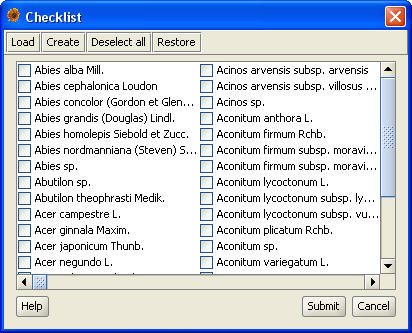 Checklist
Load Create Deselect all Restore
Abies alba Mill.
Abies cephalonica Loudon
Abies concolor (Gordon et Glen...
Abies grandis (Douglas) Lindl.
Abies homolepis Siebold et Zucc.
Abies nordmanniana (Steven) S...
Abies sp.
Abutilon sp.
Abutilon theophrasti Medik.
Acer campestre L.
Acer ginnala Maxim.
Acer japonicum Thunb.
Acer negundo L.
Acinos arvensis subsp. arvensis
Acinos arvensis subsp. villosus ...
Acinos sp.
Aconitum anthora L.
Aconitum firmum Rchb.
Aconitum firmum subsp. moravi...
Aconitum firmum subsp. moravi...
Aconitum lycoctonum L.
Aconitum lycoctonum subsp. ly...
Aconitum lycoctonum subsp. vu...
Aconitum plicatum Rchb.
Aconitum sp.
Aconitum variegatum L.
Help Submit Cancel